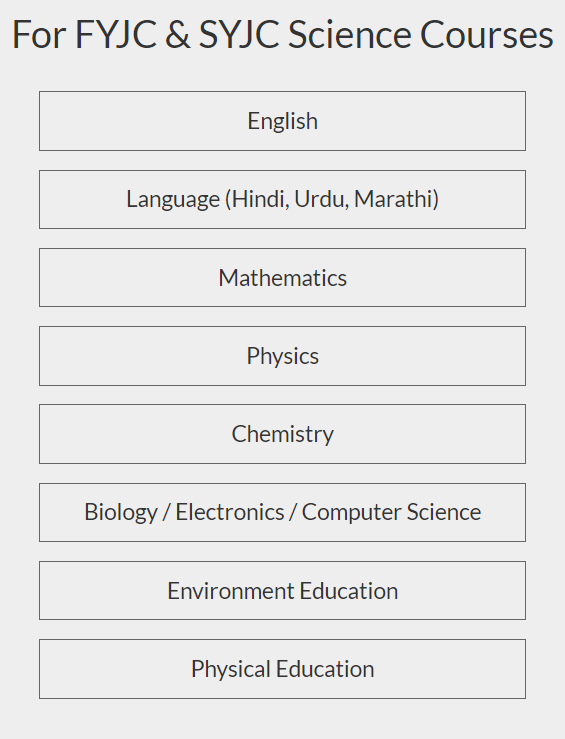 For FYJC & SYJC Science Courses
English
Language (Hindi, Urdu, Marathi)
Mathematics
Physics
Chemistry
Biology / Electronics / Computer Science
Environment Education
Physical Education